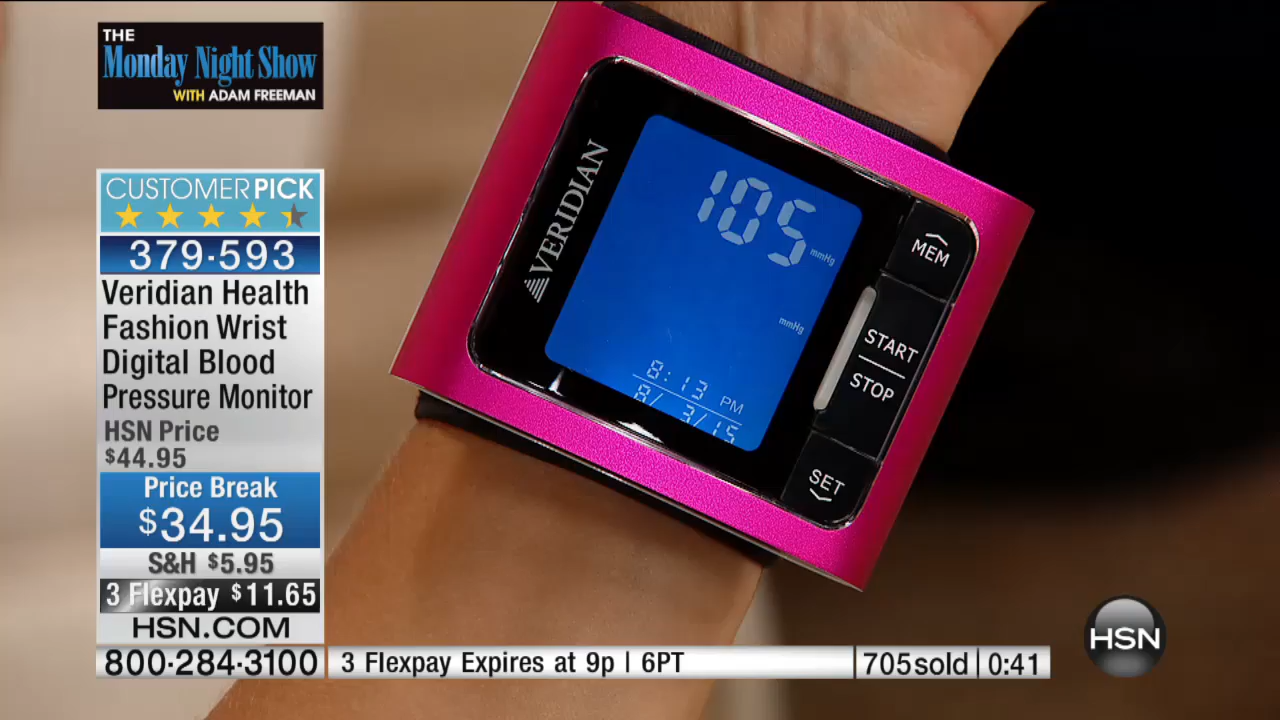 THE
Monday Night Show
WITH ADAM FREEMAN
CUSTOMER PICK
379-593
Veridian Health
Fashion Wrist
Digital Blood
Pressure Monitor
HSN Price
$44.95
Price Break
$34.95
S&H $5.95
3 Flexpay $11.65
HSN.COM
800-284-3100
3 Flexpay Expires at 9p | 6PT
705 sold | 0:41
HSN
VERIDIAN
105 mmHg
mmHg
8:13 PM
8/ 3/15
MEM
START
STOP
SET